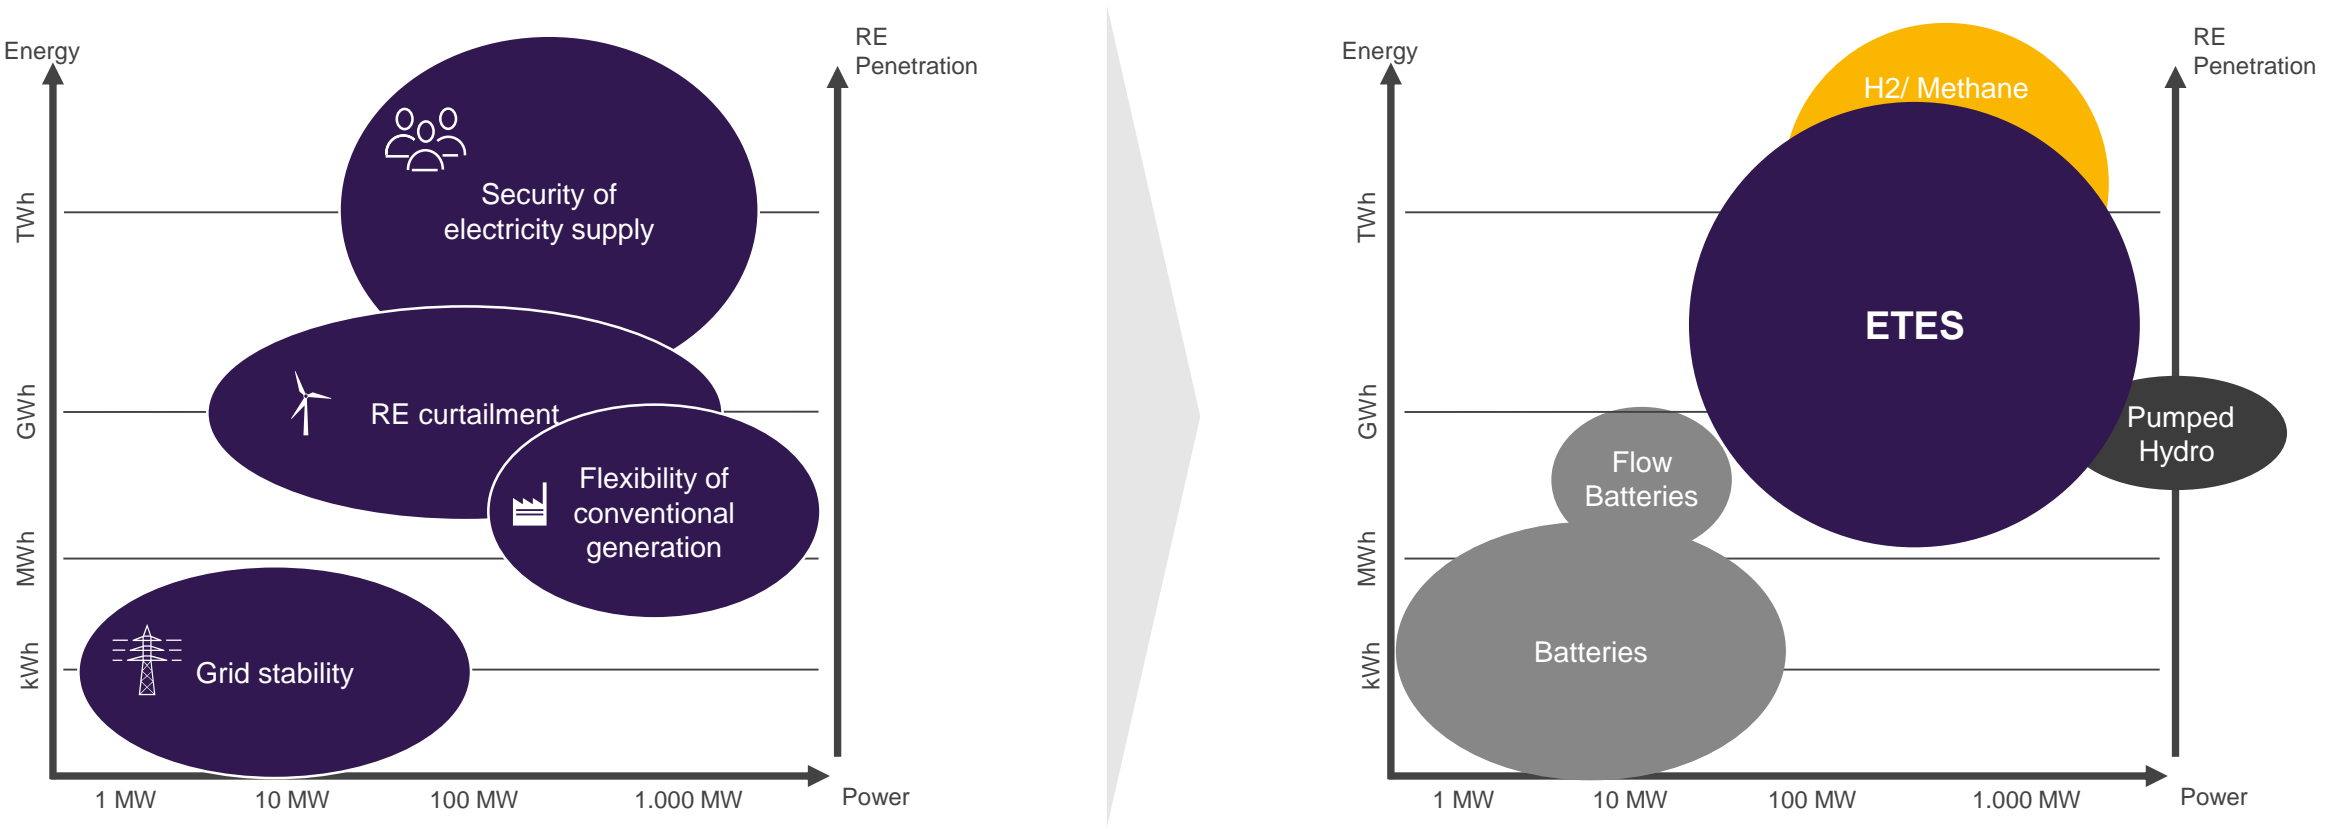 Energy
RE
Penetration
TWh
GWh
MWh
kWh
Security of
electricity supply
RE curtailment
Flexibility of
conventional
generation
Grid stability
1 MW
10 MW
100 MW
1.000 MW
Power
Energy
RE
Penetration
TWh
GWh
MWh
kWh
H2/ Methane
ETES
Pumped
Hydro
Flow
Batteries
Batteries
1 MW
10 MW
100 MW
1.000 MW
Power